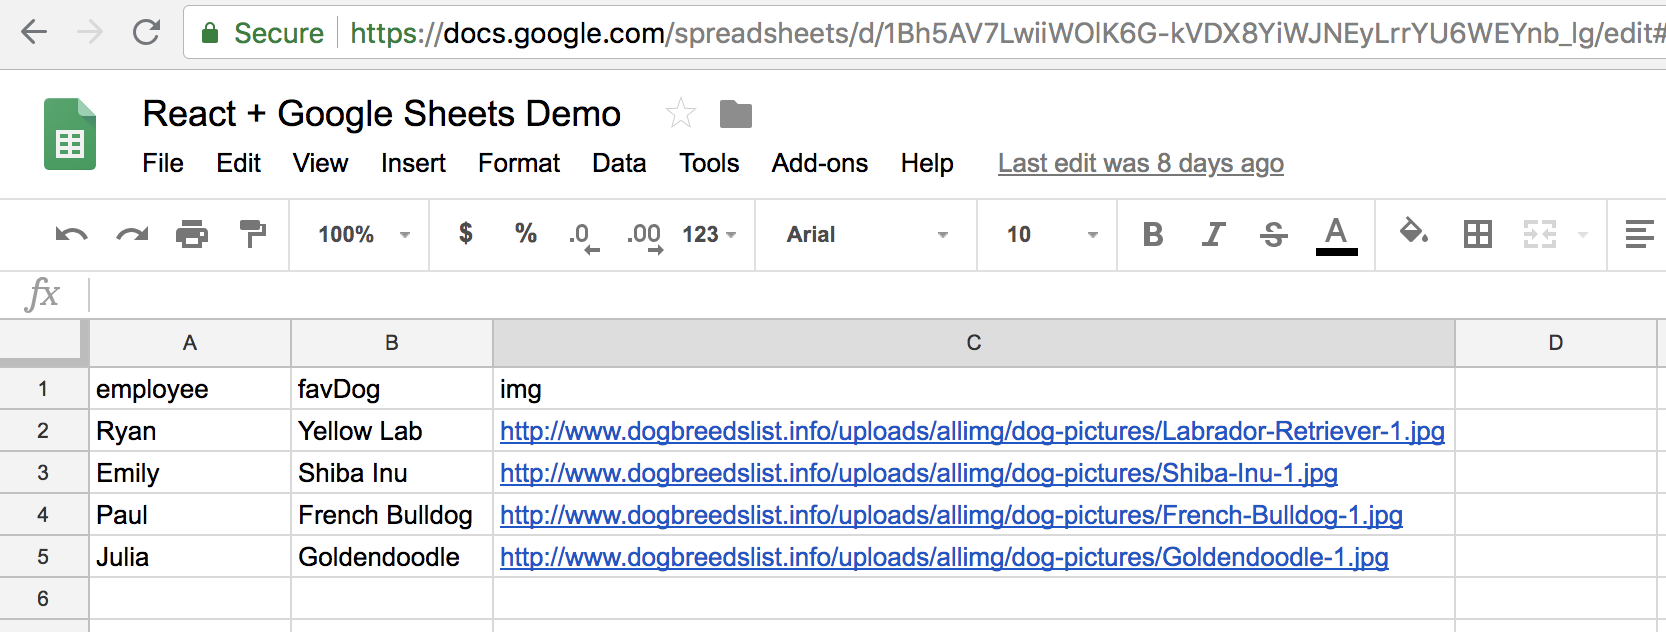 Secure https://docs.google.com/spreadsheets/d/1Bh5AV7LwiiWOlK6G-kVDX8YiWJNEyLrrYU6WEYnb_lg/edit#
React + Google Sheets Demo
File Edit View Insert Format Data Tools Add-ons Help Last edit was 8 days ago
100% $ % .0 .00 123 Arial 10 B I S A
fx
A B C D
1 employee favDog img
2 Ryan Yellow Lab http://www.dogbreedslist.info/uploads/allimg/dog-pictures/Labrador-Retriever-1.jpg
3 Emily Shiba Inu http://www.dogbreedslist.info/uploads/allimg/dog-pictures/Shiba-Inu-1.jpg
4 Paul French Bulldog http://www.dogbreedslist.info/uploads/allimg/dog-pictures/French-Bulldog-1.jpg
5 Julia Goldendoodle http://www.dogbreedslist.info/uploads/allimg/dog-pictures/Goldendoodle-1.jpg
6